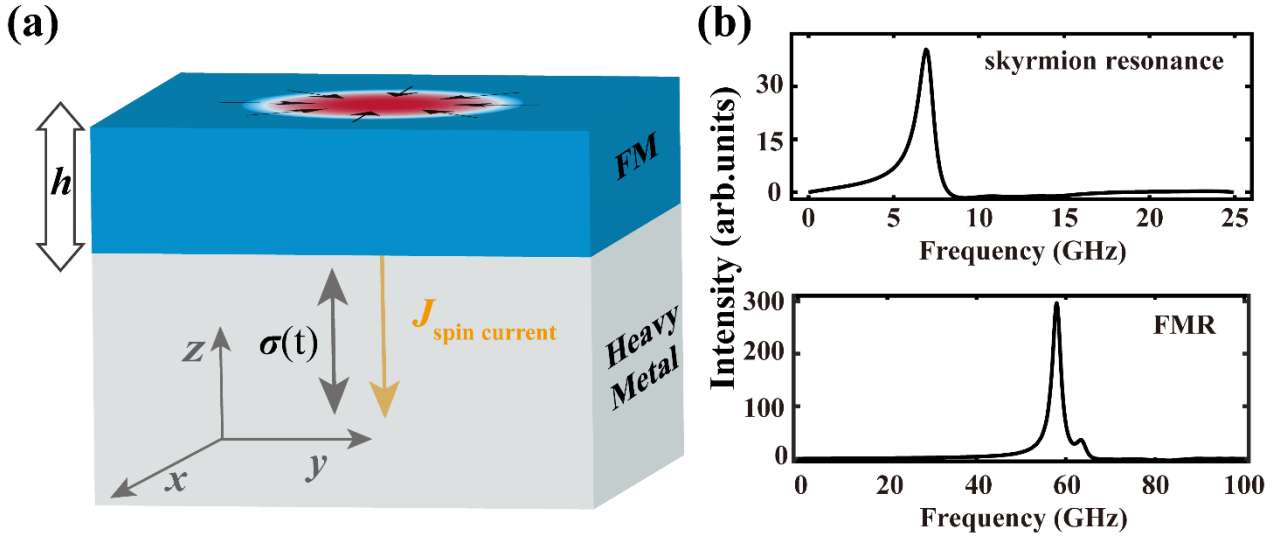 (a)
h
FM
Heavy
Metal
σ(t)
J spin current
z
y
x
(b)
Intensity (arb.units)
skyrmion resonance
30
15
0
0 5 10 15 20 25
Frequency (GHz)
FMR
300
200
100
0
0 20 40 60 80 100
Frequency (GHz)